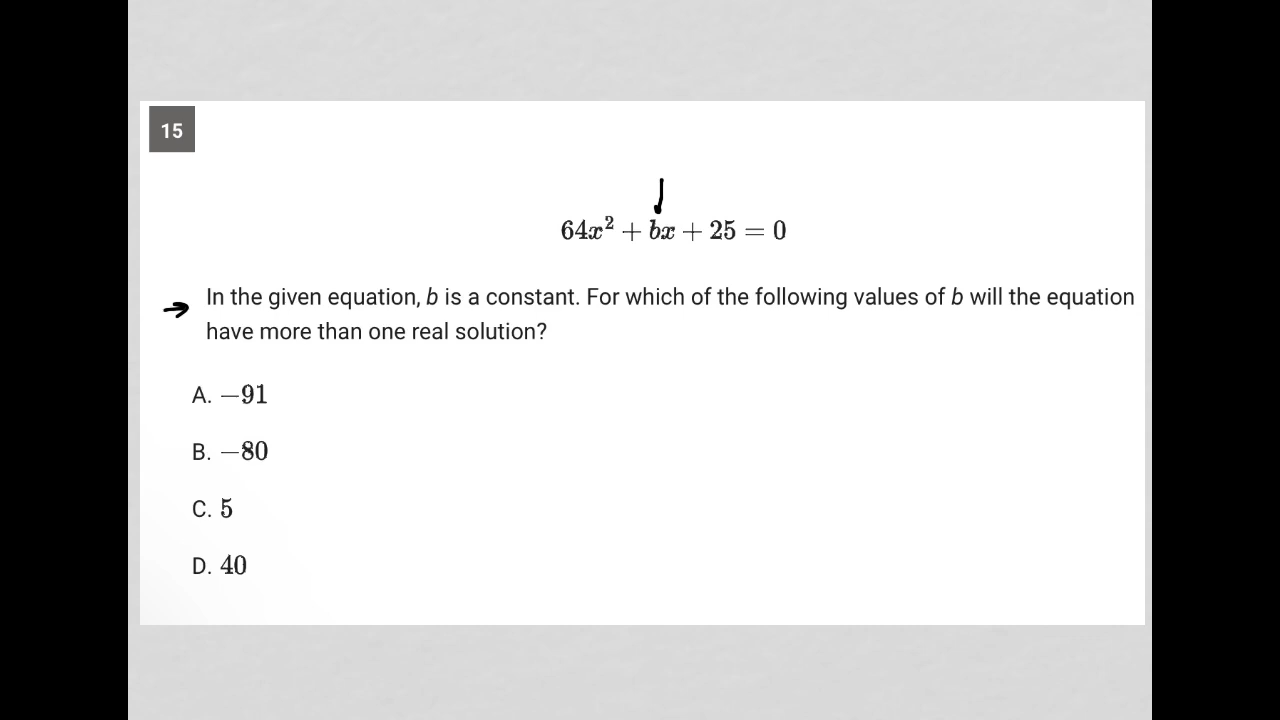 15
64x² + bx + 25 = 0
In the given equation, b is a constant. For which of the following values of b will the equation
have more than one real solution?
A. −91
B. −80
C. 5
D. 40